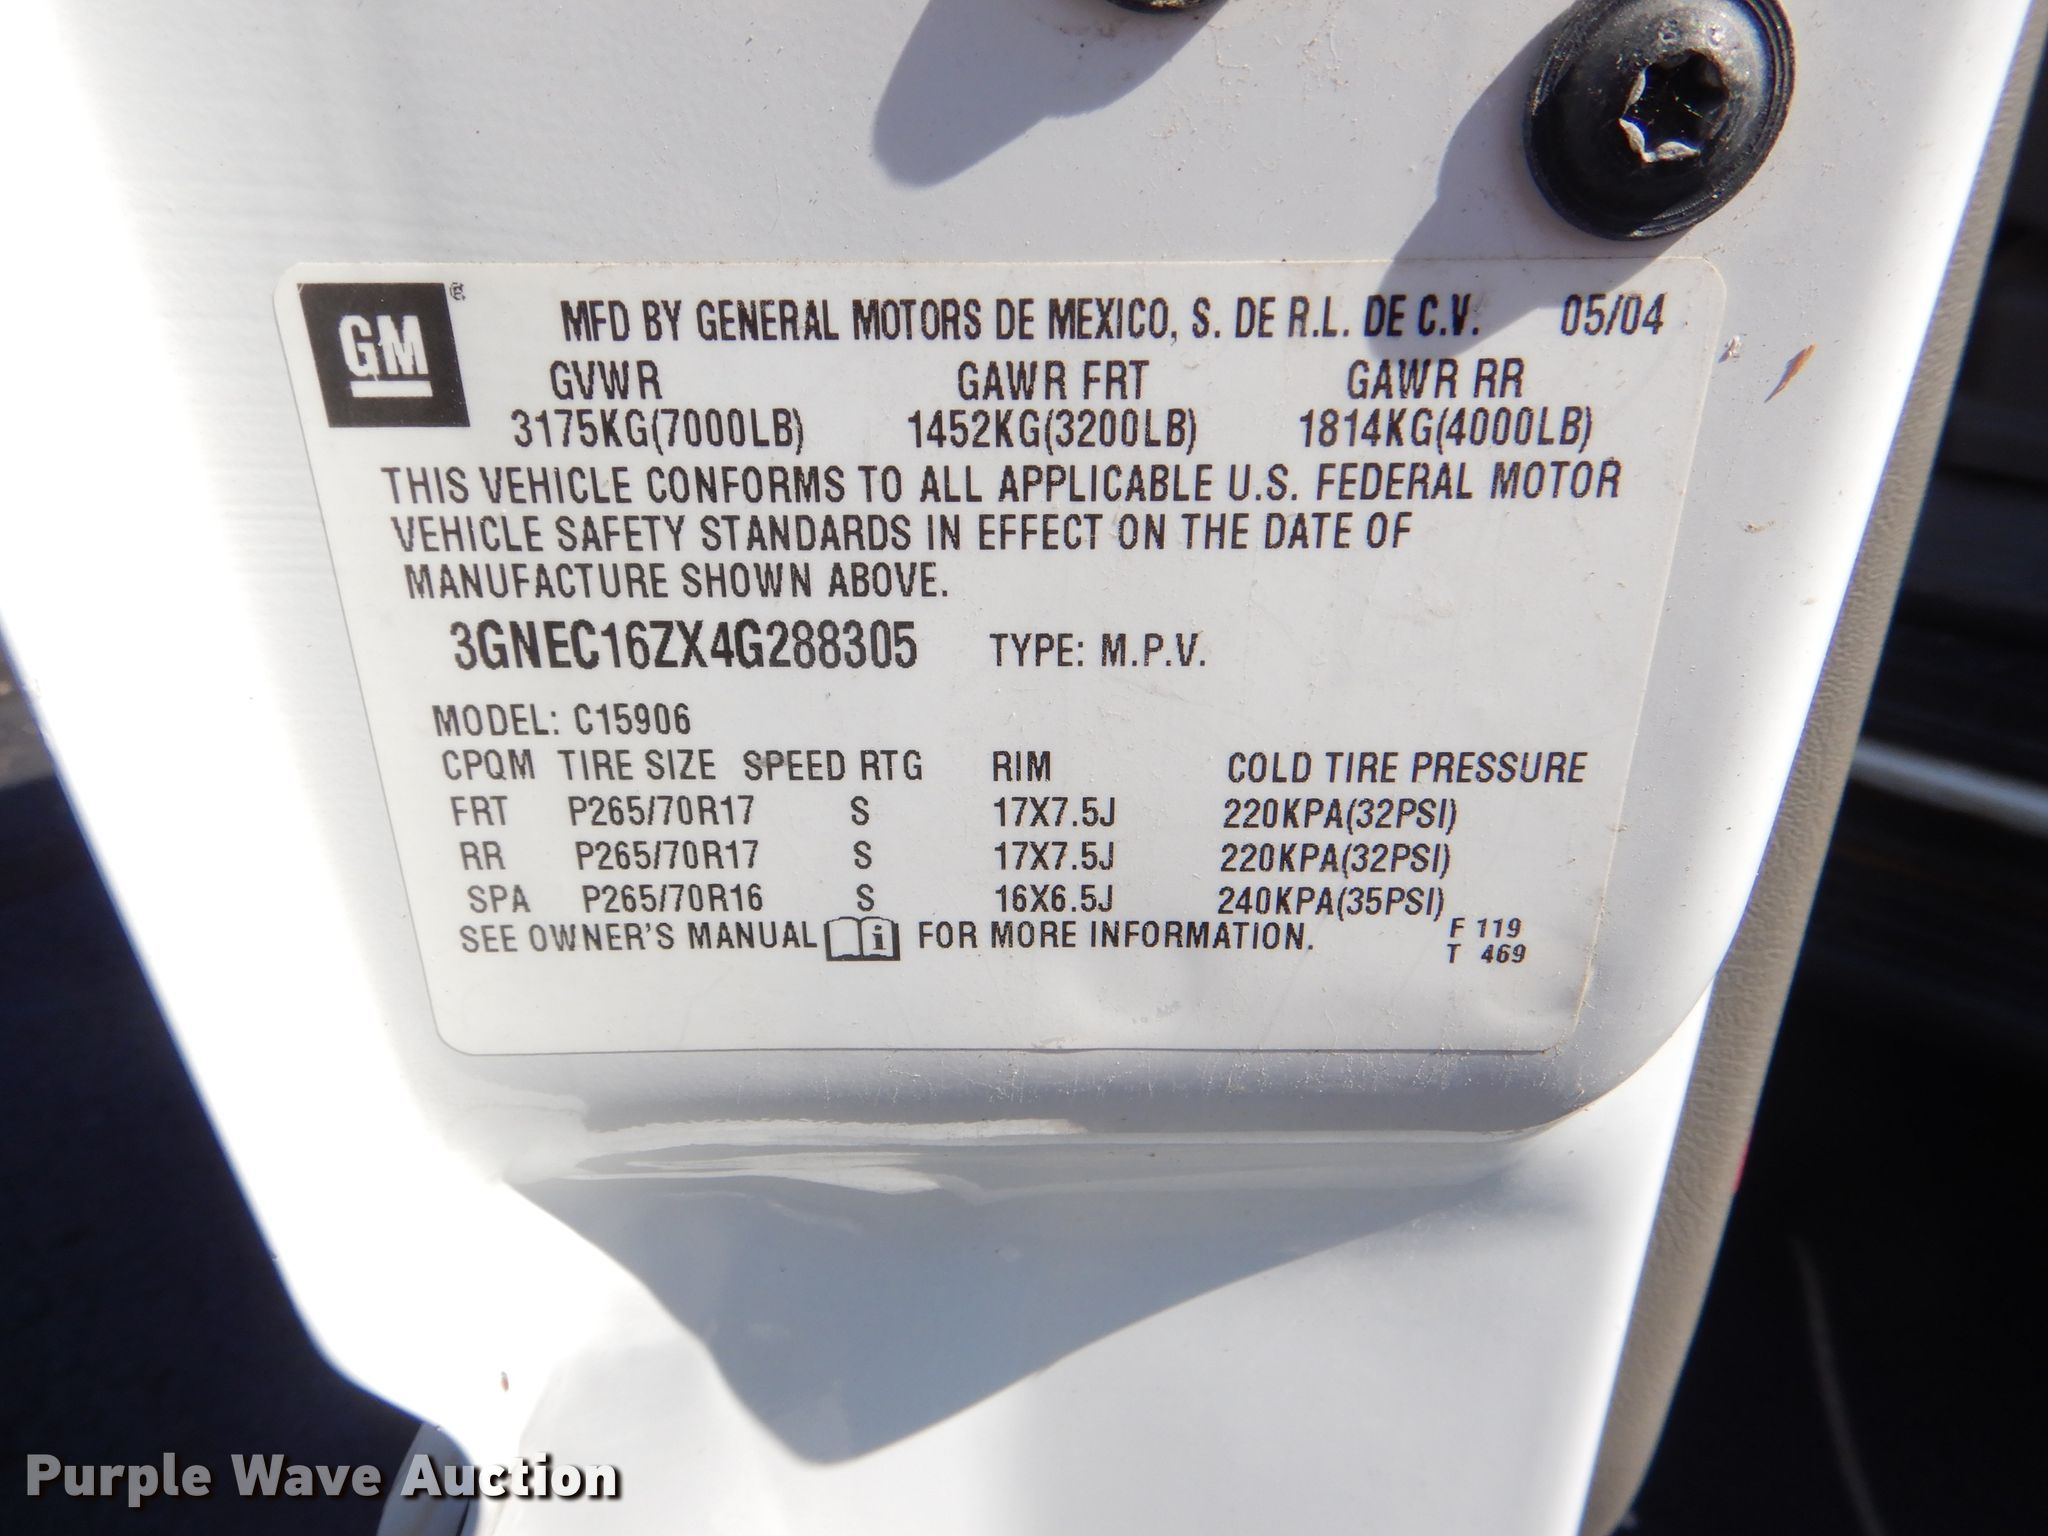 GM ®
MFD BY GENERAL MOTORS DE MEXICO, S. DE R.L. DE C.V. 05/04
GVWR GAWR FRT GAWR RR
3175KG(7000LB) 1452KG(3200LB) 1814KG(4000LB)
THIS VEHICLE CONFORMS TO ALL APPLICABLE U.S. FEDERAL MOTOR
VEHICLE SAFETY STANDARDS IN EFFECT ON THE DATE OF
MANUFACTURE SHOWN ABOVE.
3GNEC16ZX4G288305 TYPE: M.P.V.
MODEL: C15906
CPQM TIRE SIZE SPEED RTG RIM COLD TIRE PRESSURE
FRT P265/70R17 S 17X7.5J 220KPA(32PSI)
RR P265/70R17 S 17X7.5J 220KPA(32PSI)
SPA P265/70R16 S 16X6.5J 240KPA(35PSI)
SEE OWNER'S MANUAL i FOR MORE INFORMATION. F 119
T 469
Purple Wave Auction